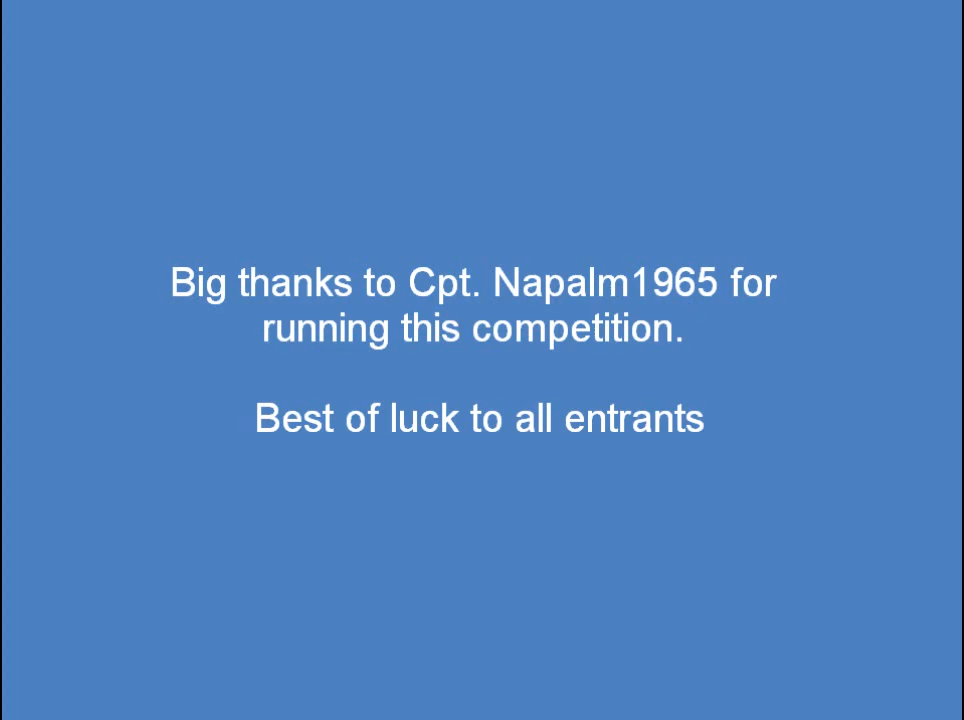 Big thanks to Cpt. Napalm1965 for
running this competition.
Best of luck to all entrants